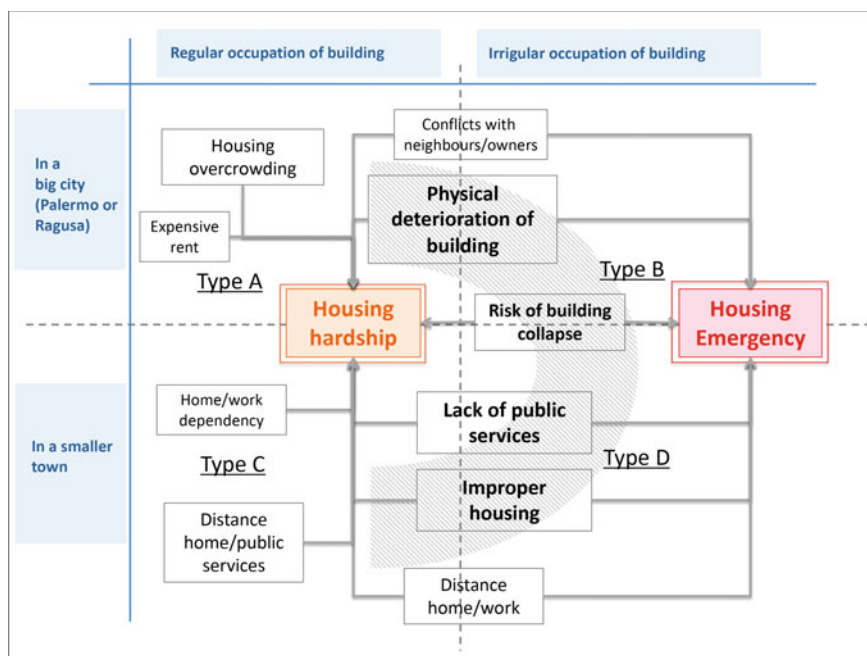 Regular occupation of building
Irrigular occupation of building
In a
big city
(Palermo or
Ragusa)
Housing
overcrowding
Conflicts with
neighbours/owners
Physical
deterioration of
building
Expensive
rent
Type A
Type B
Housing
hardship
Risk of building
collapse
Housing
Emergency
Home/work
dependency
Lack of public
services
In a smaller
town
Type C
Type D
Improper
housing
Distance
home/public
services
Distance
home/work